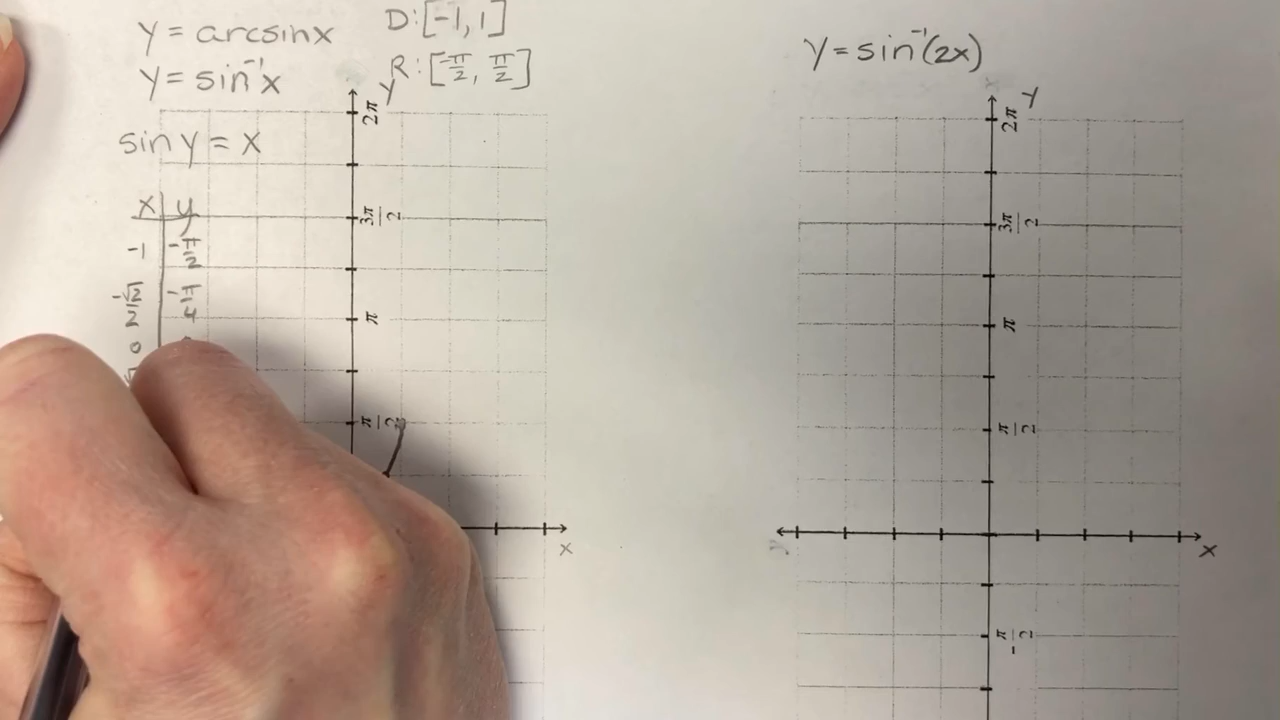 y = arcsinx
D:[-1, 1]
y = sin⁻¹x
R:[-π/2, π/2]
sin y = x
x y
-1 -π/2
-√2/2 -π/4
0
y
2π
3π/2
π
π/2
x
y = sin⁻¹(2x)
y
2π
3π/2
π
π/2
x
-π/2